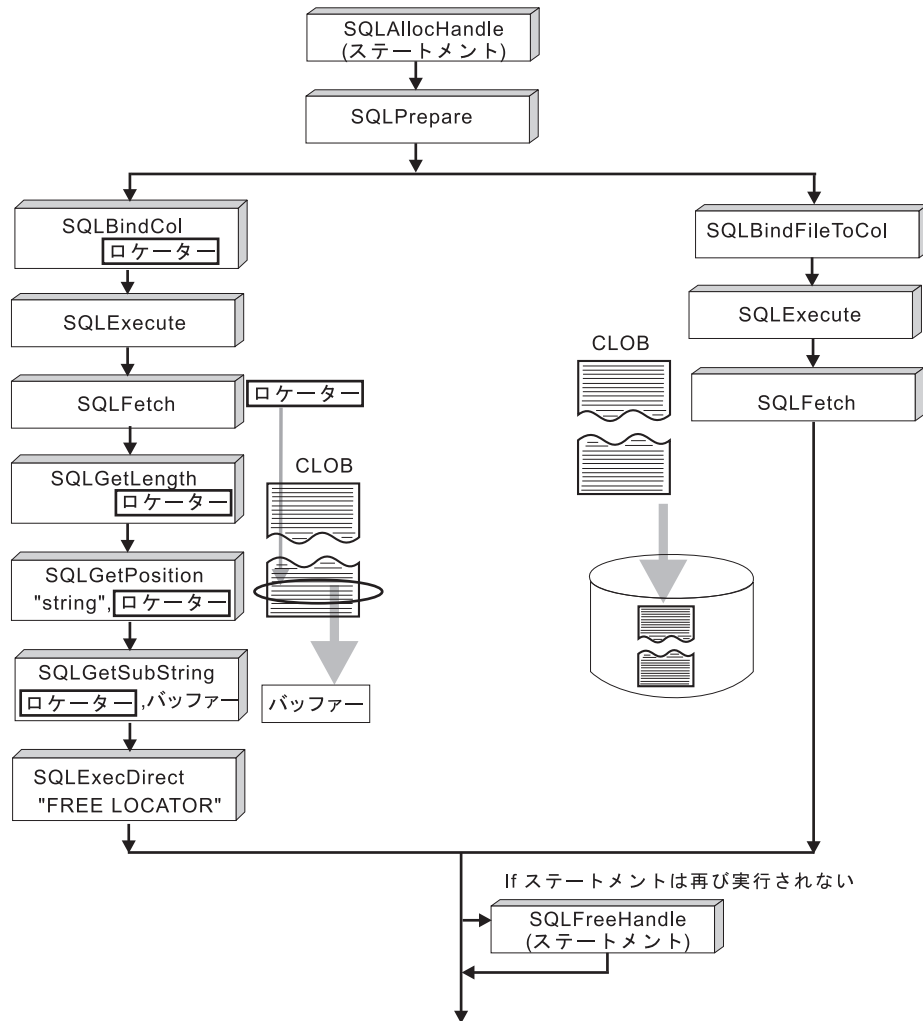 SQLAllocHandle
(ステートメント)
SQLPrepare
SQLBindCol
ロケーター
SQLExecute
SQLFetch
ロケーター
SQLGetLength
ロケーター
CLOB
SQLGetPosition
"string",ロケーター
SQLGetSubString
ロケーター,バッファー
バッファー
SQLExecDirect
"FREE LOCATOR"
SQLBindFileToCol
SQLExecute
CLOB
SQLFetch
If ステートメントは再び実行されない
SQLFreeHandle
(ステートメント)